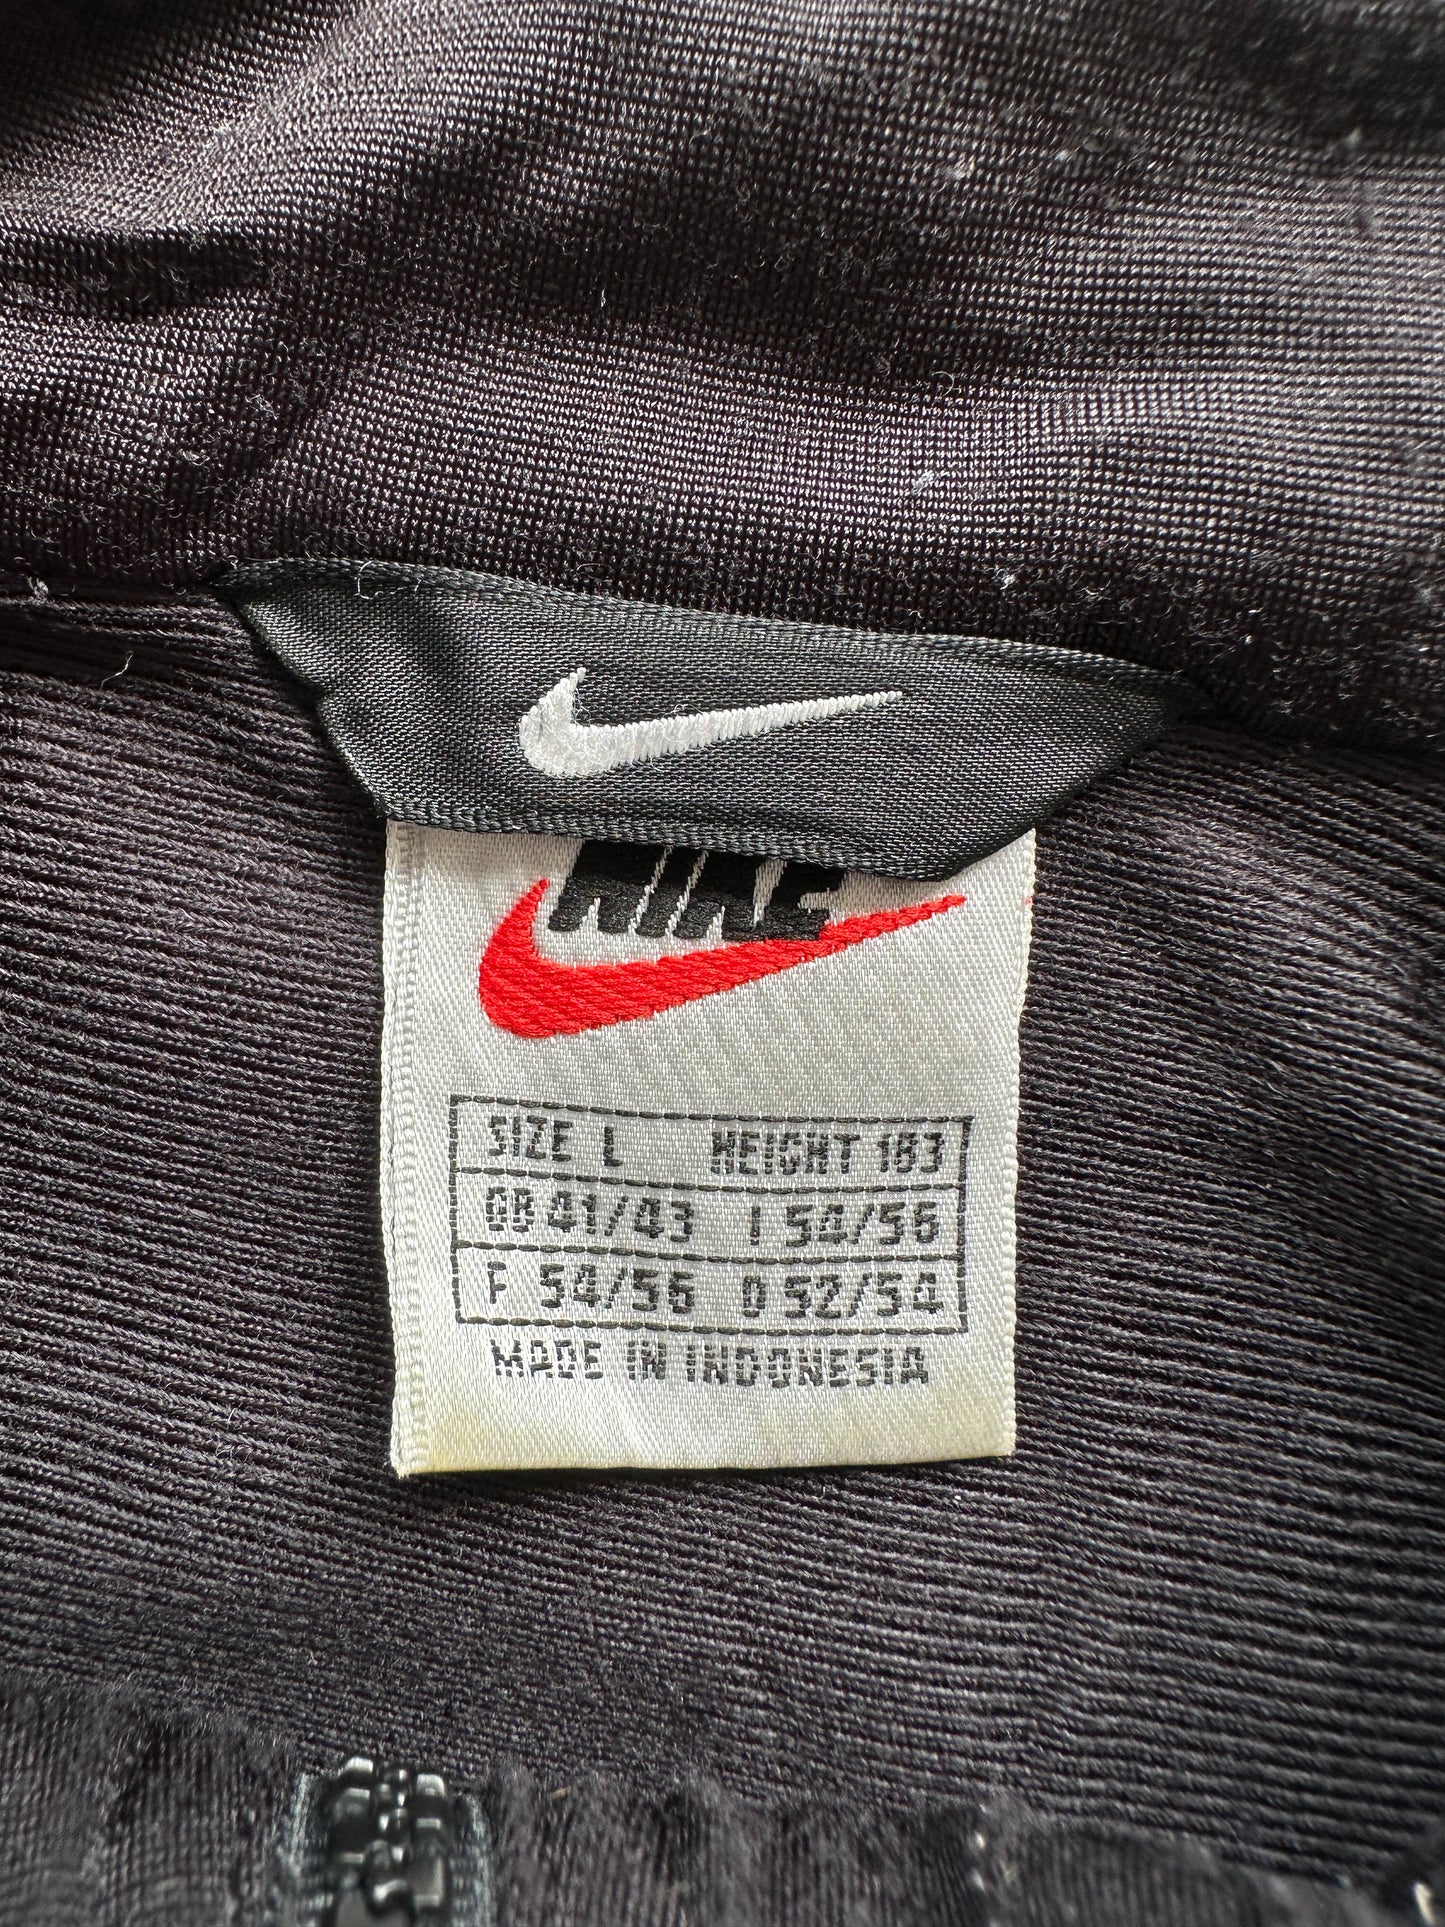 NIKE
SIZE L HEIGHT 183
GB 41/43 I 54/56
F 54/56 D 52/54
MADE IN INDONESIA